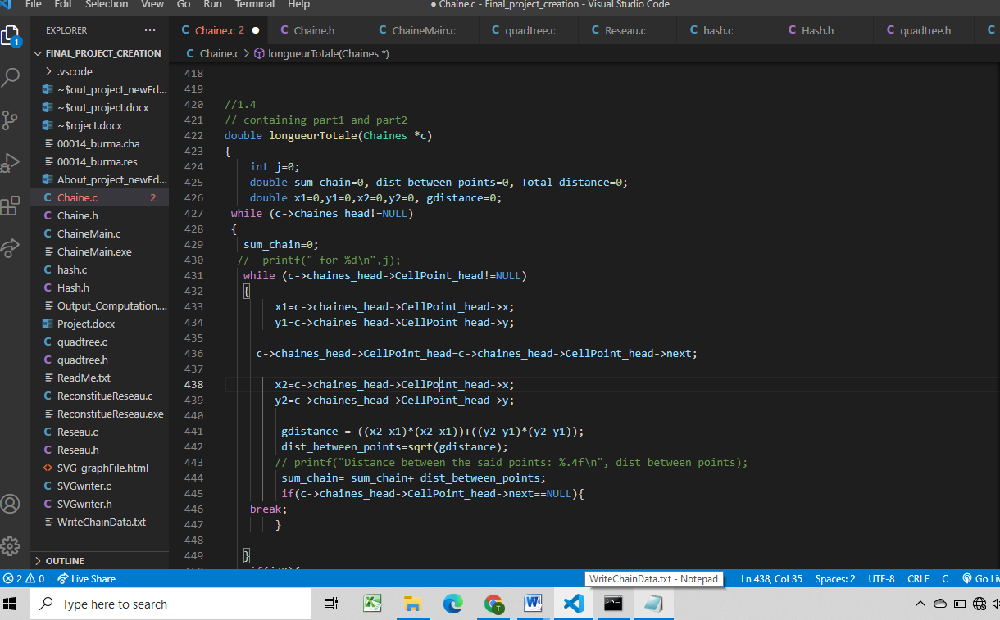 File Edit Selection View Go Run Terminal Help
● Chaine.c - Final_project_creation - Visual Studio Code
EXPLORER ...
C Chaine.c 2 ● C Chaine.h C ChaineMain.c C quadtree.c C Reseau.c C hash.c C Hash.h C quadtree.h C
1
FINAL_PROJECT_CREATION
C Chaine.c > longueurTotale(Chaines *)
.vscode
~$out_project_newEd...
~$out_project.docx
~$roject.docx
00014_burma.cha
00014_burma.res
About_project_newEd...
C Chaine.c 2
C Chaine.h
C ChaineMain.c
ChaineMain.exe
C hash.c
C Hash.h
Output_Computation....
Project.docx
C quadtree.c
C quadtree.h
ReadMe.txt
C ReconstitueReseau.c
ReconstitueReseau.exe
C Reseau.c
C Reseau.h
<> SVG_graphFile.html
C SVGwriter.c
C SVGwriter.h
WriteChainData.txt
OUTLINE
418
419
420 //1.4
421 // containing part1 and part2
422 double longueurTotale(Chaines *c)
423 {
424 int j=0;
425 double sum_chain=0, dist_between_points=0, Total_distance=0;
426 double x1=0,y1=0,x2=0,y2=0, gdistance=0;
427 while (c->chaines_head!=NULL)
428 {
429 sum_chain=0;
430 // printf(" for %d\n",j);
431 while (c->chaines_head->CellPoint_head!=NULL)
432 {
433 x1=c->chaines_head->CellPoint_head->x;
434 y1=c->chaines_head->CellPoint_head->y;
435
436 c->chaines_head->CellPoint_head=c->chaines_head->CellPoint_head->next;
437
438 x2=c->chaines_head->CellPoint_head->x;
439 y2=c->chaines_head->CellPoint_head->y;
440
441 gdistance = ((x2-x1)*(x2-x1))+((y2-y1)*(y2-y1));
442 dist_between_points=sqrt(gdistance);
443 // printf("Distance between the said points: %.4f\n", dist_between_points);
444 sum_chain= sum_chain+ dist_between_points;
445 if(c->chaines_head->CellPoint_head->next==NULL){
446 break;
447 }
448
449 }
2 0 Live Share
WriteChainData.txt - Notepad
Ln 438, Col 35 Spaces: 2 UTF-8 CRLF C Go Li
Type here to search